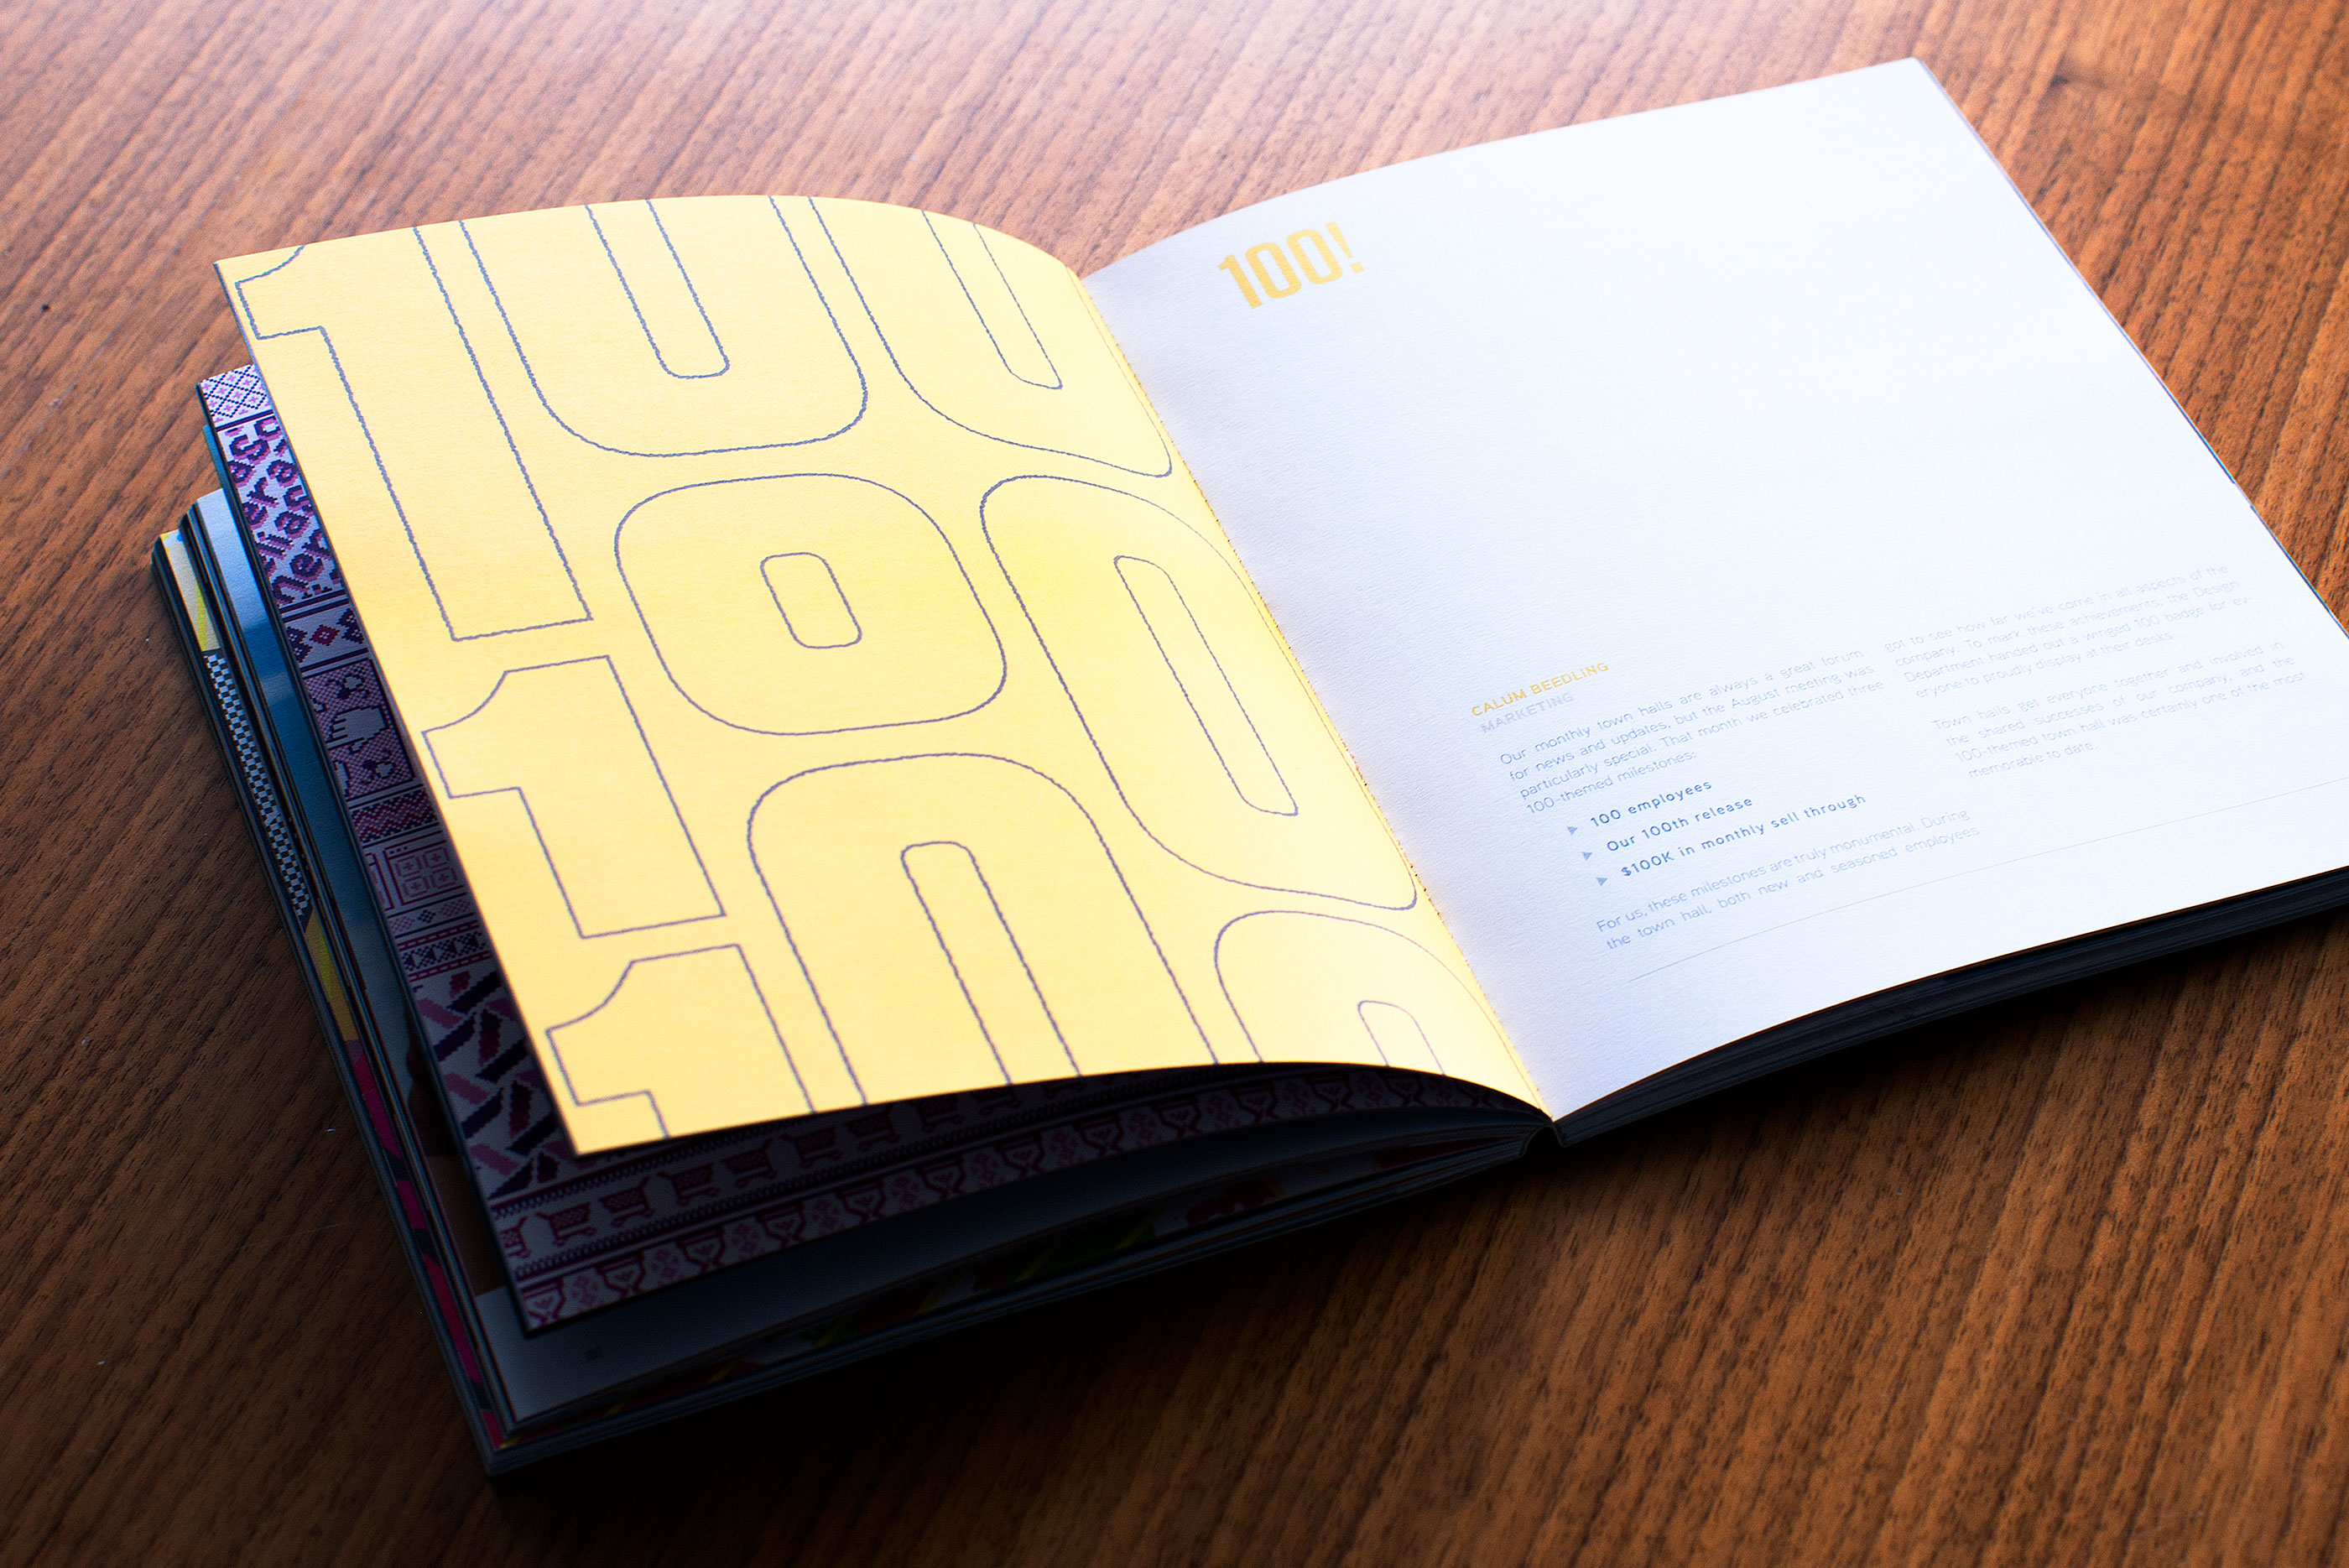 100
100
100
100!
CALUM BEEDLING
MARKETING
Our monthly town halls are always a great forum
for news and updates, but the August meeting was
particularly special. That month we celebrated three
100-themed milestones:
100 employees
Our 100th release
$100K in monthly sell through
For us, these milestones are truly monumental. During
the town hall, both new and seasoned employees
got to see how far we've come in all aspects of the
company. To mark these achievements, the Design
Department handed out a winged 100 badge for ev-
eryone to proudly display at their desks.
Town halls get everyone together and involved in
the shared successes of our company, and the
100-themed town hall was certainly one of the most
memorable to date.